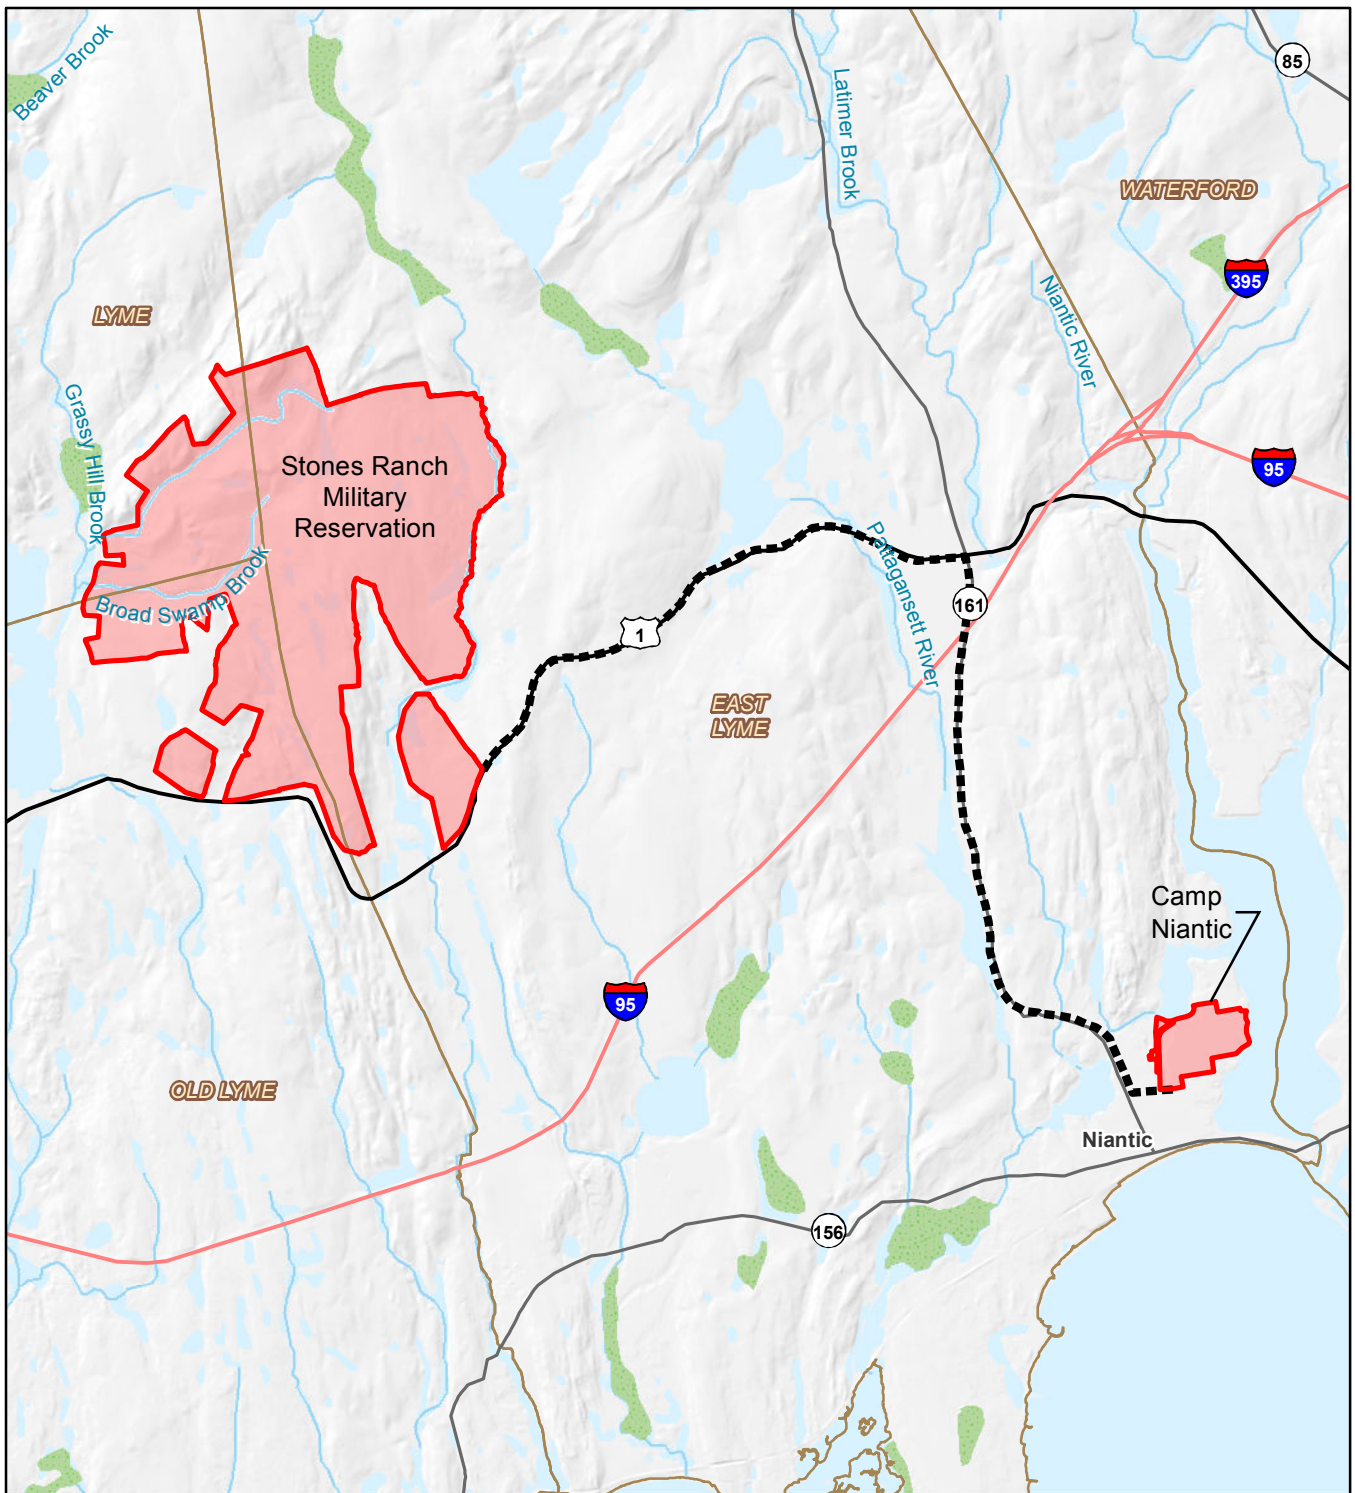 Beaver Brook
85
Latimer Brook
WATERFORD
395
Niantic River
LYME
Grassy Hill Brook
Stones Ranch
Military
Reservation
95
Pattagansett River
Broad Swamp Brook
161
1
EAST
LYME
Camp
Niantic
95
OLD LYME
Niantic
156